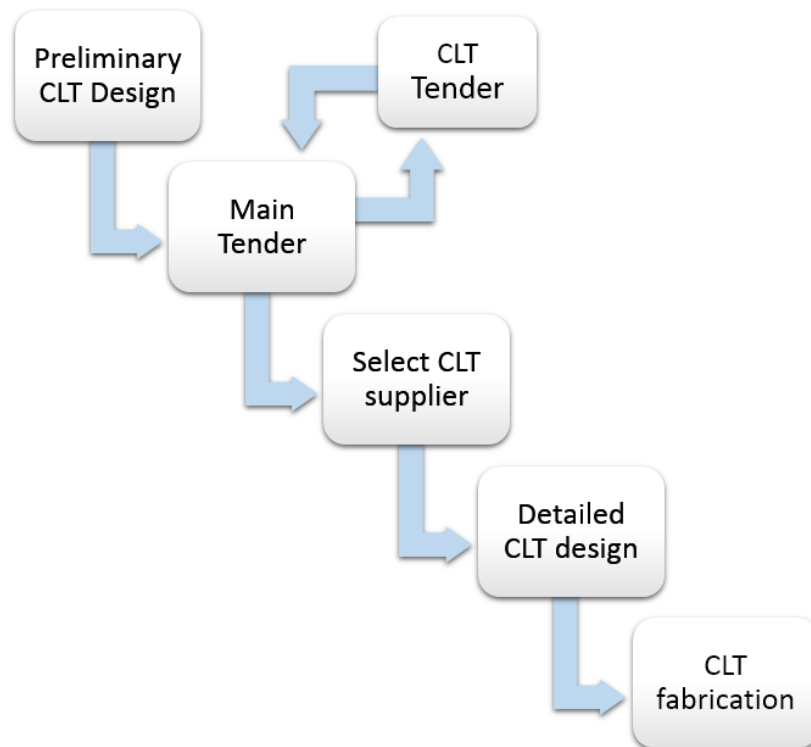 Preliminary
CLT Design
CLT
Tender
Main
Tender
Select CLT
supplier
Detailed
CLT design
CLT
fabrication